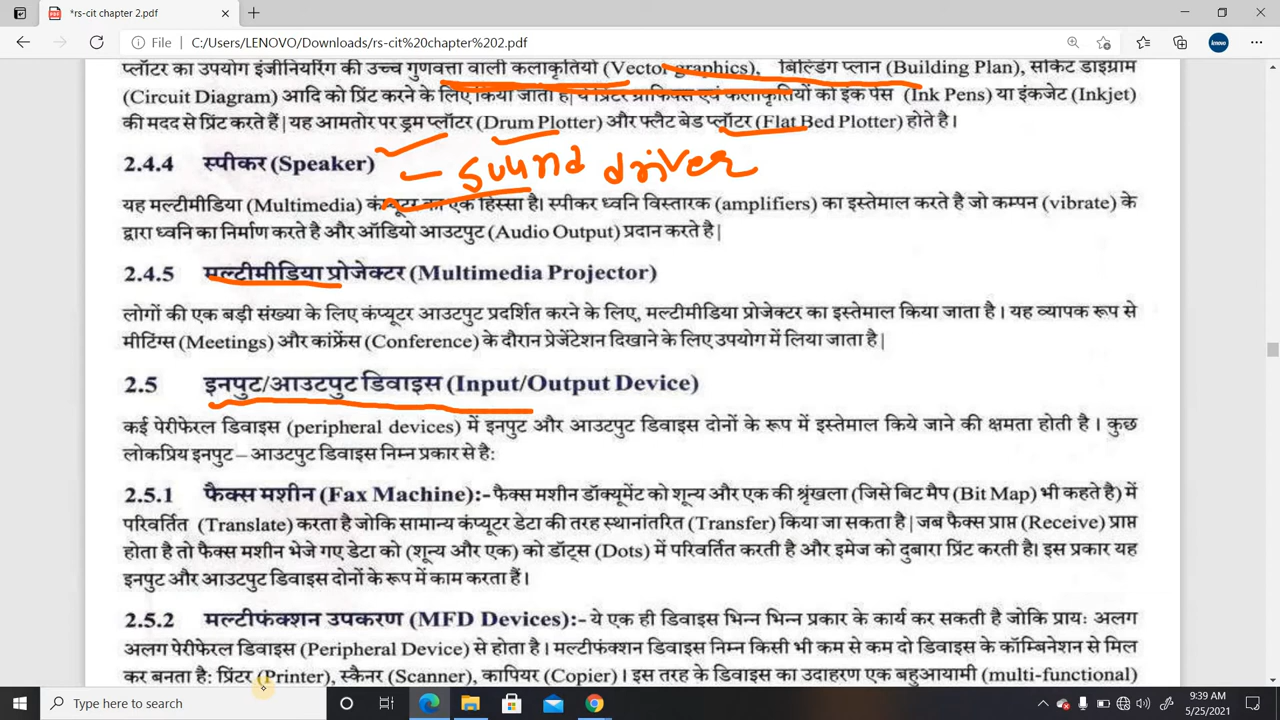 *rs-cit chapter 2.pdf
File C:/Users/LENOVO/Downloads/rs-cit%20chapter%202.pdf
प्लॉटर का उपयोग इंजीनियरिंग की उच्च गुणवत्ता वाली कलाकृतियों (Vector graphics), बिल्डिंग प्लान (Building Plan), सर्किट डाइग्राम
(Circuit Diagram) आदि को प्रिंट करने के लिए किया जाता है| ये प्रिंटर ग्राफिक्स एवं कलाकृतियों को इंक पेंस (Ink Pens) या इंकजेट (Inkjet)
की मदद से प्रिंट करते हैं| यह आमतोर पर ड्रम प्लॉटर (Drum Plotter) और फ्लैट बेड प्लॉटर (Flat Bed Plotter) होते है।
2.4.4 स्पीकर (Speaker)
sound driver
यह मल्टीमीडिया (Multimedia) कंप्यूटर का एक हिस्सा है। स्पीकर ध्वनि विस्तारक (amplifiers) का इस्तेमाल करते है जो कम्पन (vibrate) के
द्वारा ध्वनि का निर्माण करते है और ऑडियो आउटपुट (Audio Output) प्रदान करते है|
2.4.5 मल्टीमीडिया प्रोजेक्टर (Multimedia Projector)
लोगों की एक बड़ी संख्या के लिए कंप्यूटर आउटपुट प्रदर्शित करने के लिए, मल्टीमीडिया प्रोजेक्टर का इस्तेमाल किया जाता है । यह व्यापक रूप से
मीटिंग्स (Meetings) और कांफ्रेंस (Conference) के दौरान प्रेजेंटेशन दिखाने के लिए उपयोग में लिया जाता है|
2.5 इनपुट/आउटपुट डिवाइस (Input/Output Device)
कई पेरीफेरल डिवाइस (peripheral devices) में इनपुट और आउटपुट डिवाइस दोनों के रूप में इस्तेमाल किये जाने की क्षमता होती है । कुछ
लोकप्रिय इनपुट – आउटपुट डिवाइस निम्न प्रकार से है:
2.5.1 फैक्स मशीन (Fax Machine):- फैक्स मशीन डॉक्यूमेंट को शून्य और एक की श्रृंखला (जिसे बिट मैप (Bit Map) भी कहते है) में
परिवर्तित (Translate) करता है जोकि सामान्य कंप्यूटर डेटा की तरह स्थानांतरित (Transfer) किया जा सकता है| जब फैक्स प्राप्त (Receive) प्राप्त
होता है तो फैक्स मशीन भेजे गए डेटा को (शून्य और एक) को डॉट्स (Dots) में परिवर्तित करती है और इमेज को दुबारा प्रिंट करती है। इस प्रकार यह
इनपुट और आउटपुट डिवाइस दोनों के रूप में काम करता हैं।
2.5.2 मल्टीफंक्शन उपकरण (MFD Devices):- ये एक ही डिवाइस भिन्न भिन्न प्रकार के कार्य कर सकती है जोकि प्रायः अलग
अलग पेरीफेरल डिवाइस (Peripheral Device) से होता है । मल्टीफंक्शन डिवाइस निम्न किसी भी कम से कम दो डिवाइस के कॉम्बिनेशन से मिल
कर बनता है: प्रिंटर (Printer), स्कैनर (Scanner), कापियर (Copier) । इस तरह के डिवाइस का उदाहरण एक बहुआयामी (multi-functional)
Type here to search
9:39 AM
5/25/2021